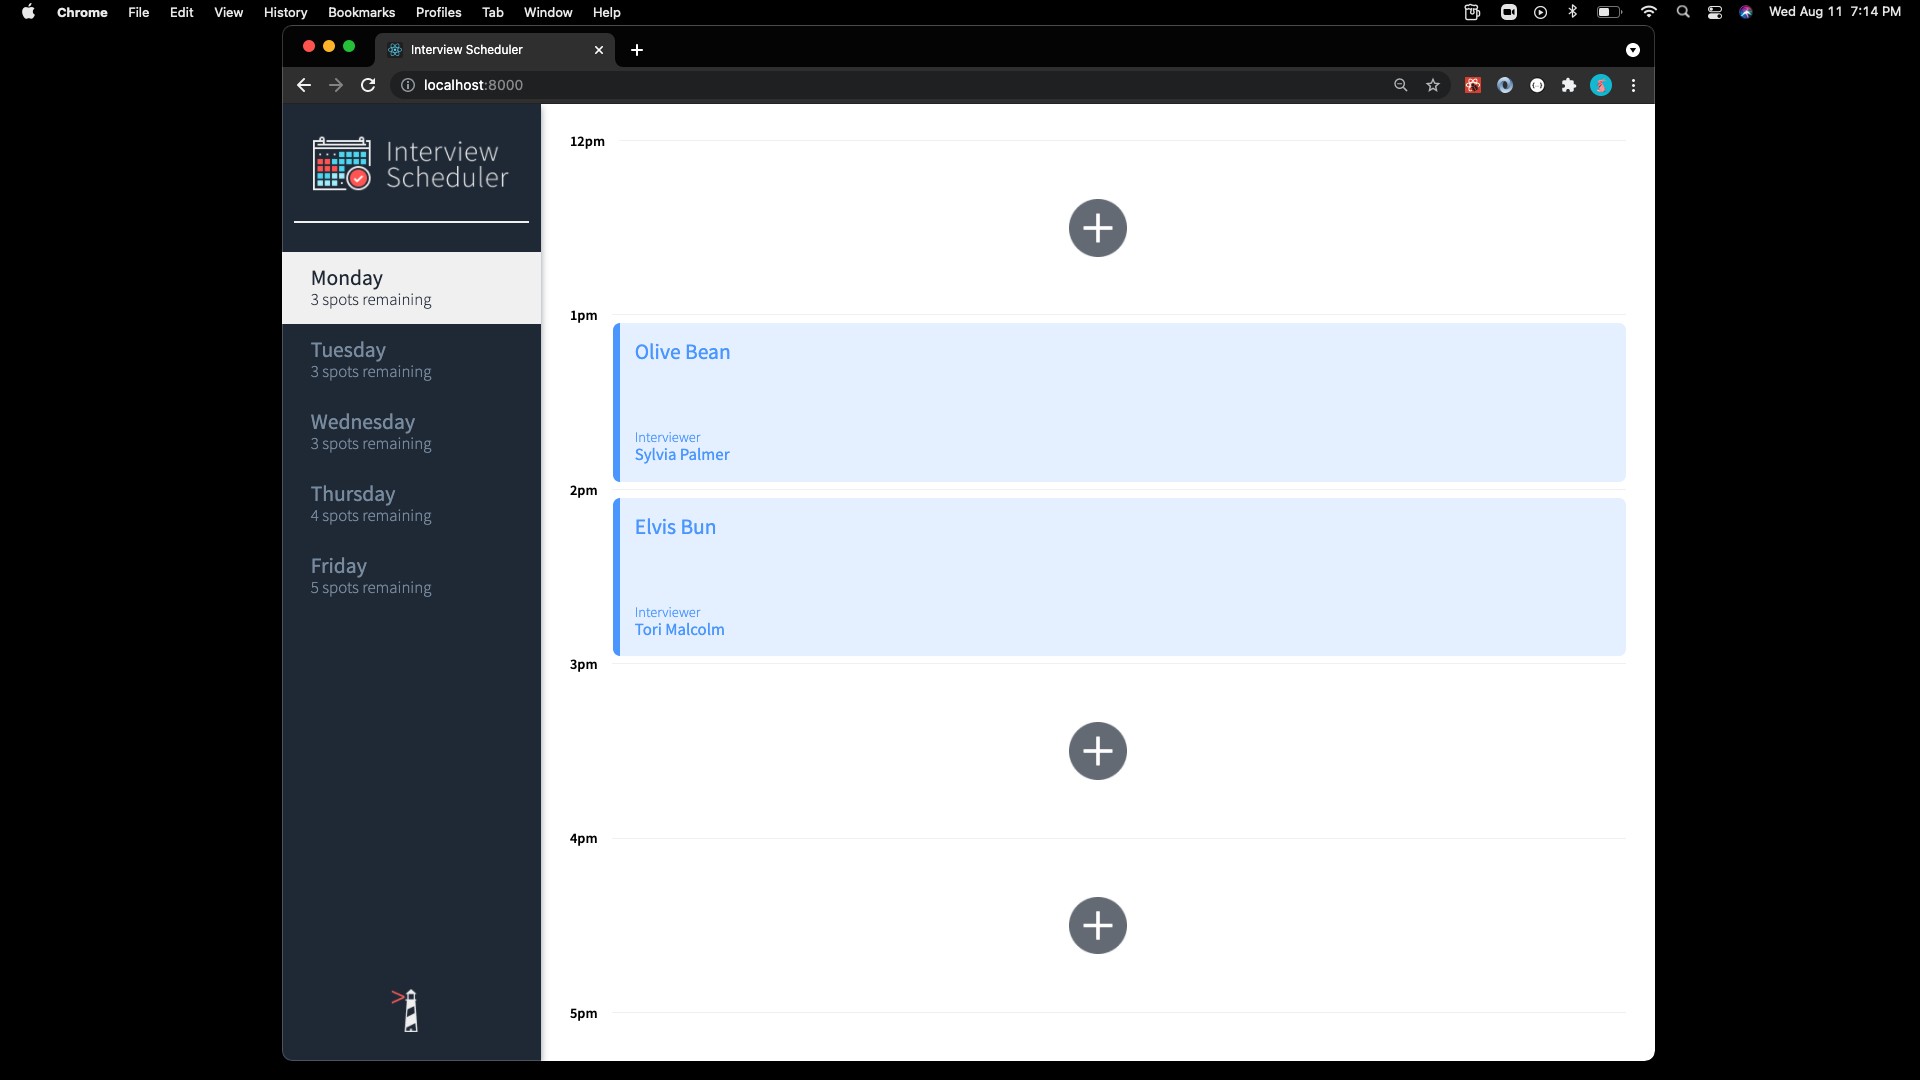 Chrome File Edit View History Bookmarks Profiles Tab Window Help Wed Aug 11 7:14 PM
Interview Scheduler
localhost:8000
Interview
Scheduler
Monday
3 spots remaining
Tuesday
3 spots remaining
Wednesday
3 spots remaining
Thursday
4 spots remaining
Friday
5 spots remaining
12pm
1pm
Olive Bean
Interviewer
Sylvia Palmer
2pm
Elvis Bun
Interviewer
Tori Malcolm
3pm
4pm
5pm